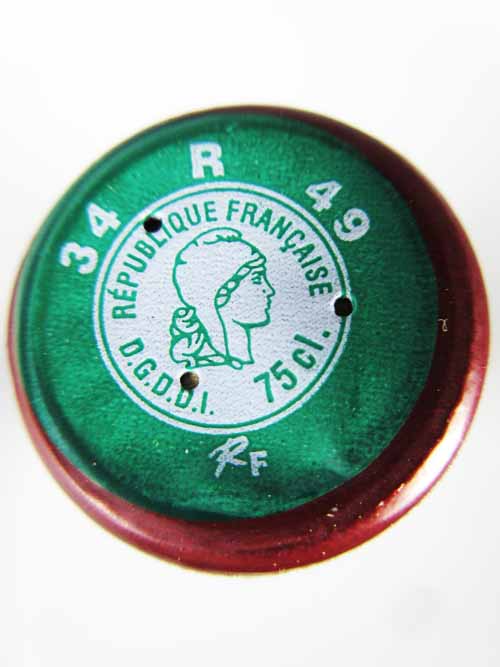 34 R 49
RÉPUBLIQUE FRANÇAISE
D.G.D.D.I. 75 cl.
RF